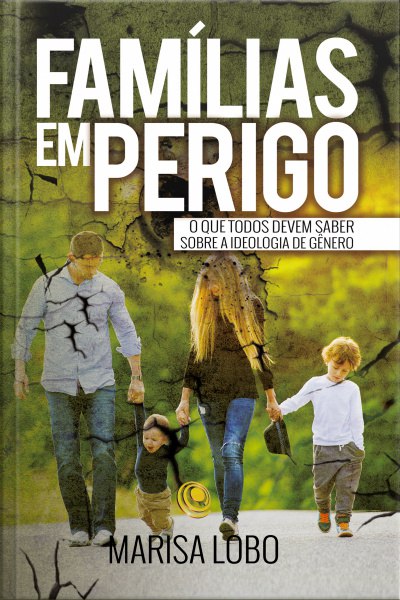 FAMÍLIAS
EM PERIGO
O QUE TODOS DEVEM SABER
SOBRE A IDEOLOGIA DE GÊNERO
MARISA LOBO